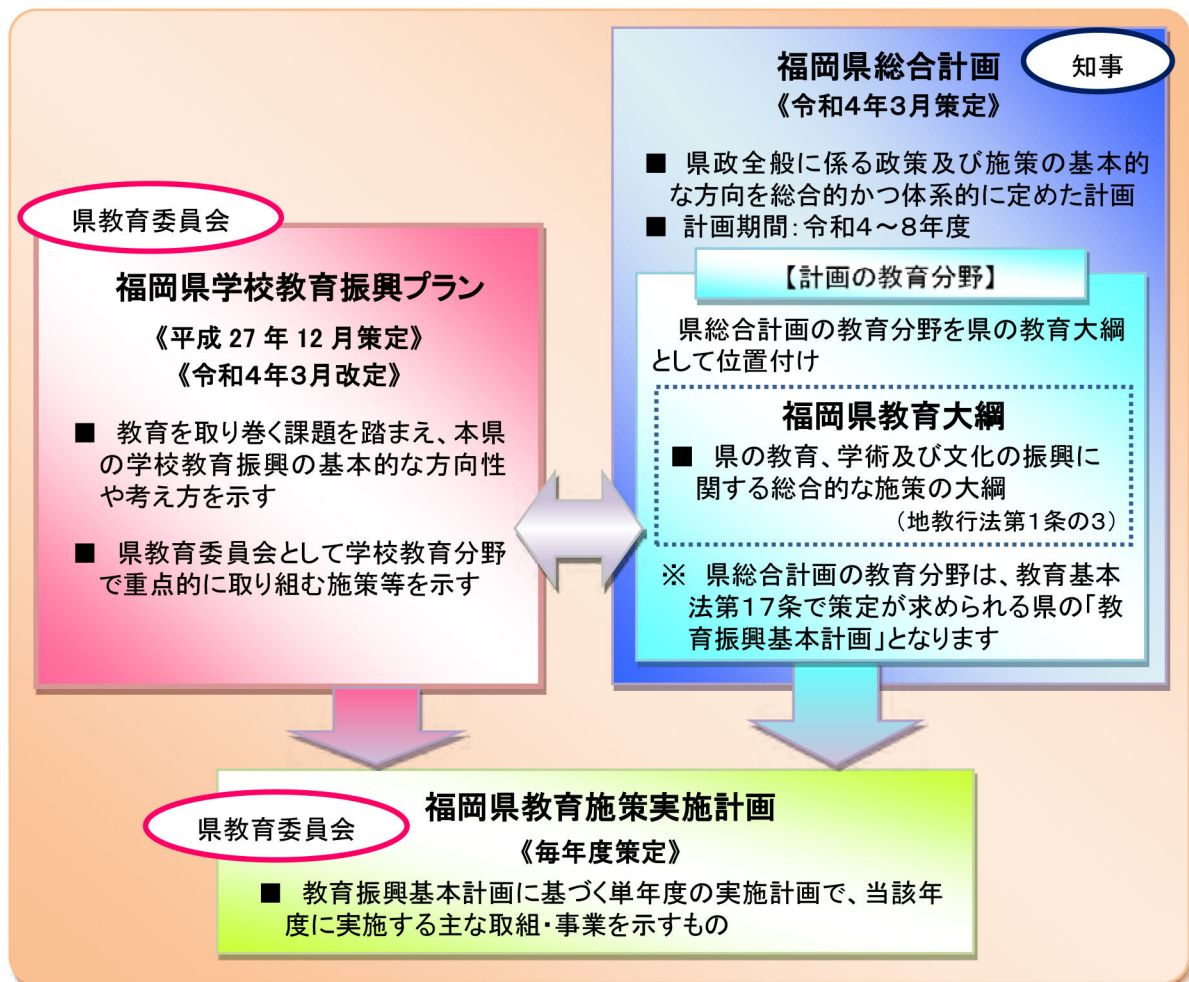 県教育委員会
福岡県学校教育振興プラン
《平成 27 年 12 月策定》
《令和4年3月改定》
■ 教育を取り巻く課題を踏まえ、本県
の学校教育振興の基本的な方向性
や考え方を示す
■ 県教育委員会として学校教育分野
で重点的に取り組む施策等を示す
知事
福岡県総合計画
《令和4年3月策定》
■ 県政全般に係る政策及び施策の基本的
な方向を総合的かつ体系的に定めた計画
■ 計画期間:令和4~8年度
【計画の教育分野】
県総合計画の教育分野を県の教育大綱
として位置付け
福岡県教育大綱
■ 県の教育、学術及び文化の振興に
関する総合的な施策の大綱
(地教行法第1条の3)
※ 県総合計画の教育分野は、教育基本
法第17条で策定が求められる県の「教
育振興基本計画」となります
県教育委員会
福岡県教育施策実施計画
《毎年度策定》
■ 教育振興基本計画に基づく単年度の実施計画で、当該年
度に実施する主な取組・事業を示すもの